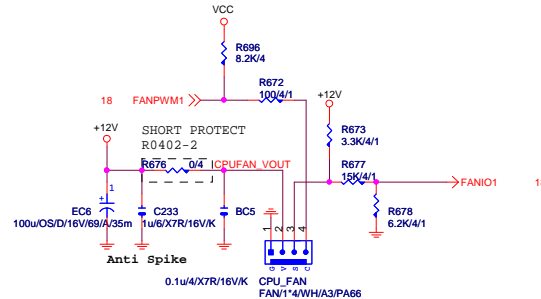 VCC
R696
8.2K/4
R672
100/4/1
18 FANPWM1
+12V
+12V
SHORT PROTECT
R0402-2
R673
3.3K/4/1
R676 0/4 CPUFAN_VOUT
R677
15K/4/1
FANIO1
1
EC6
100u/OS/D/16V/69/A/35m
C233
1u/6/X7R/16V/K
BC5
R678
6.2K/4/1
1 2 3 4
Anti Spike
G V S C
0.1u/4/X7R/16V/K
CPU_FAN
FAN/1*4/WH/A3/PA66